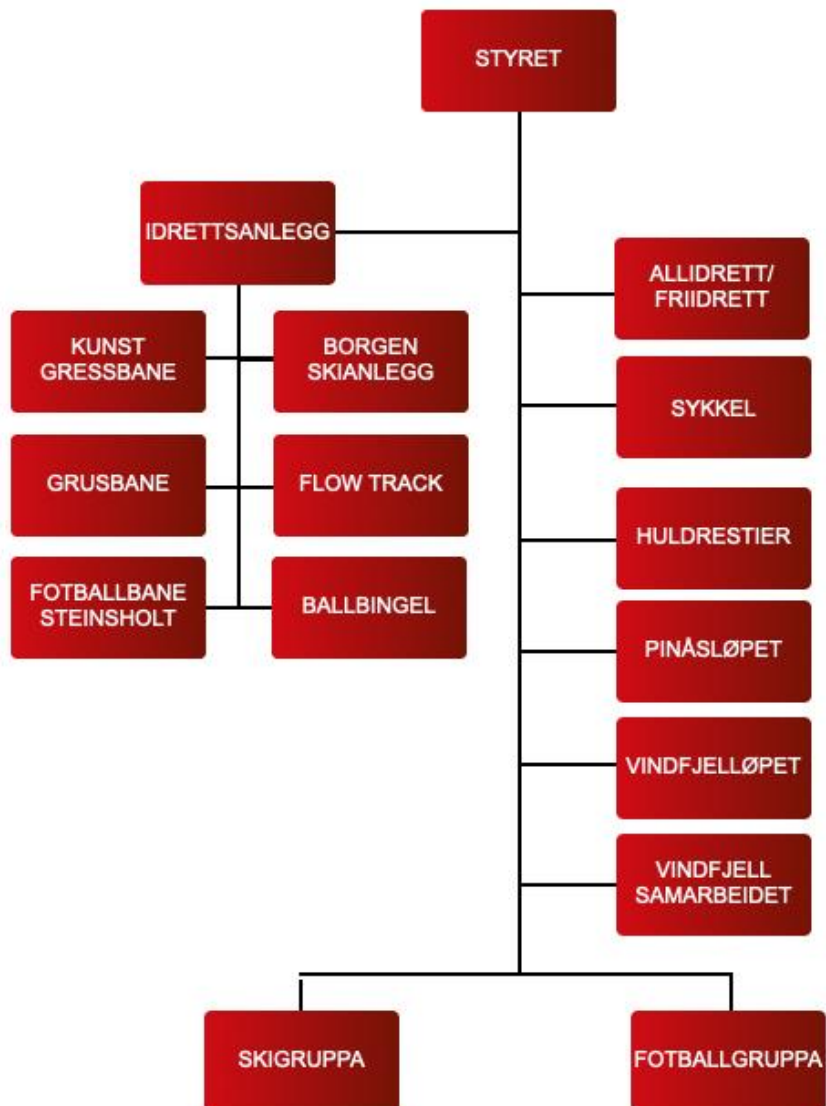 STYRET
IDRETTSANLEGG
KUNST
GRESSBANE
BORGEN
SKIANLEGG
GRUSBANE
FLOW TRACK
FOTBALLBANE
STEINSHOLT
BALLBINGEL
ALLIDRETT/
FRIIDRETT
SYKKEL
HULDRESTIER
PINÅSLØPET
VINDFJELLØPET
VINDFJELL
SAMARBEIDET
SKIGRUPPA
FOTBALLGRUPPA